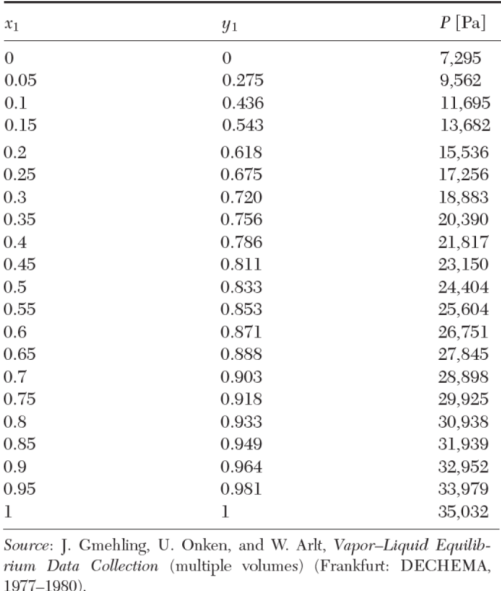 x1 y1 P [Pa]
0 0 7,295
0.05 0.275 9,562
0.1 0.436 11,695
0.15 0.543 13,682
0.2 0.618 15,536
0.25 0.675 17,256
0.3 0.720 18,883
0.35 0.756 20,390
0.4 0.786 21,817
0.45 0.811 23,150
0.5 0.833 24,404
0.55 0.853 25,604
0.6 0.871 26,751
0.65 0.888 27,845
0.7 0.903 28,898
0.75 0.918 29,925
0.8 0.933 30,938
0.85 0.949 31,939
0.9 0.964 32,952
0.95 0.981 33,979
1 1 35,032
Source: J. Gmehling, U. Onken, and W. Arlt, Vapor–Liquid Equilib-
rium Data Collection (multiple volumes) (Frankfurt: DECHEMA,
1977–1980).